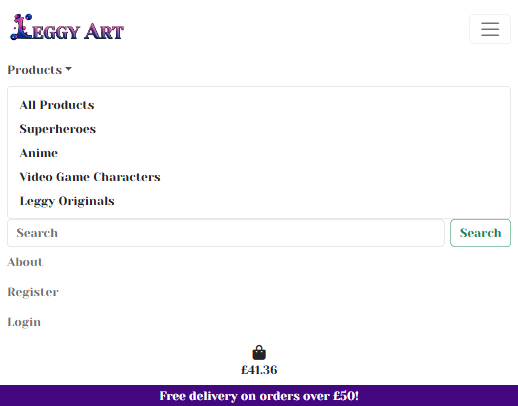 Leggy Art
Products
All Products
Superheroes
Anime
Video Game Characters
Leggy Originals
Search Search
About
Register
Login
£41.36
Free delivery on orders over £50!